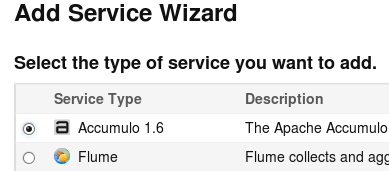 Add Service Wizard
Select the type of service you want to add.
Service Type Description
Accumulo 1.6 The Apache Accumulo
Flume Flume collects and agg